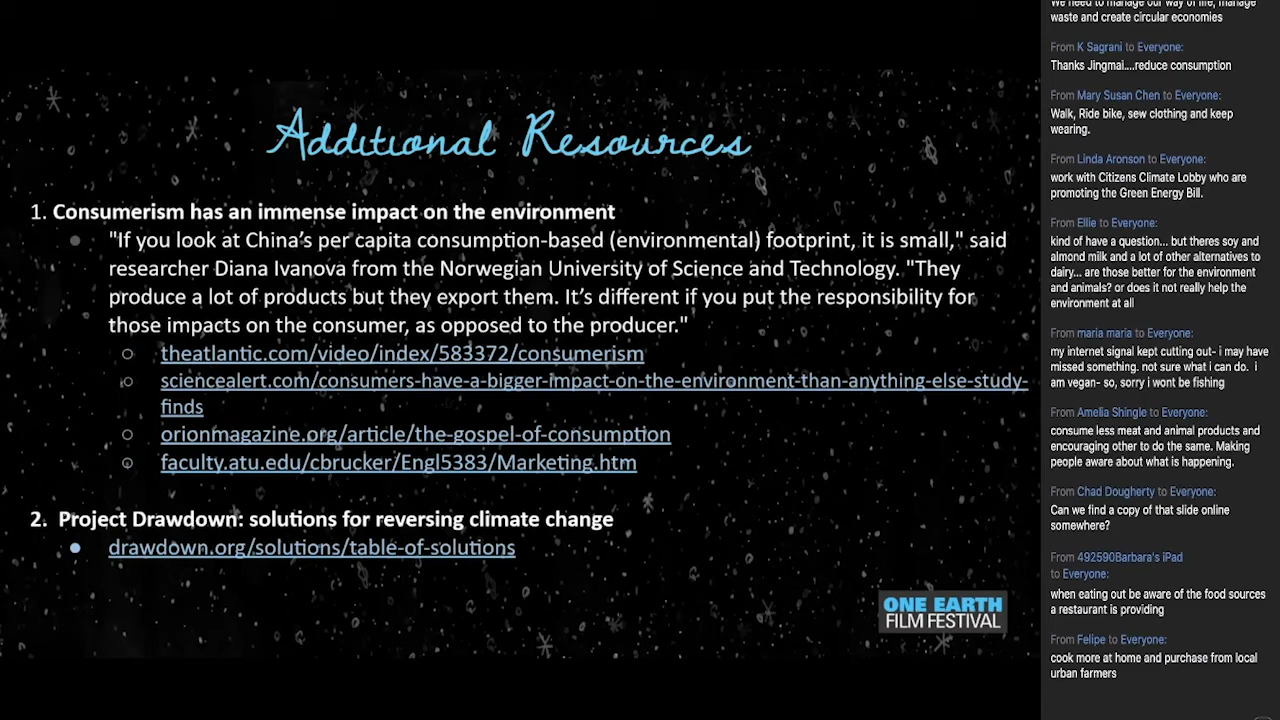 Additional Resources
1. Consumerism has an immense impact on the environment
"If you look at China's per capita consumption-based (environmental) footprint, it is small," said
researcher Diana Ivanova from the Norwegian University of Science and Technology. "They
produce a lot of products but they export them. It's different if you put the responsibility for
those impacts on the consumer, as opposed to the producer."
theatlantic.com/video/index/583372/consumerism
sciencealert.com/consumers-have-a-bigger-impact-on-the-environment-than-anything-else-study-
finds
orionmagazine.org/article/the-gospel-of-consumption
faculty.atu.edu/cbrucker/Engl5383/Marketing.htm
2. Project Drawdown: solutions for reversing climate change
drawdown.org/solutions/table-of-solutions
ONE EARTH
FILM FESTIVAL
We need to manage our way of life, manage
waste and create circular economies
From K Sagrani to Everyone:
Thanks Jingmai....reduce consumption
From Mary Susan Chen to Everyone:
Walk, Ride bike, sew clothing and keep
wearing.
From Linda Aronson to Everyone:
work with Citizens Climate Lobby who are
promoting the Green Energy Bill.
From Ellie to Everyone:
kind of have a question... but theres soy and
almond milk and a lot of other alternatives to
dairy... are those better for the environment
and animals? or does it not really help the
environment at all
From maria maria to Everyone:
my internet signal kept cutting out- i may have
missed something. not sure what i can do. i
am vegan- so, sorry i wont be fishing
From Amelia Shingle to Everyone:
consume less meat and animal products and
encouraging other to do the same. Making
people aware about what is happening.
From Chad Dougherty to Everyone:
Can we find a copy of that slide online
somewhere?
From 492590Barbara's iPad
to Everyone:
when eating out be aware of the food sources
a restaurant is providing
From Felipe to Everyone:
cook more at home and purchase from local
urban farmers